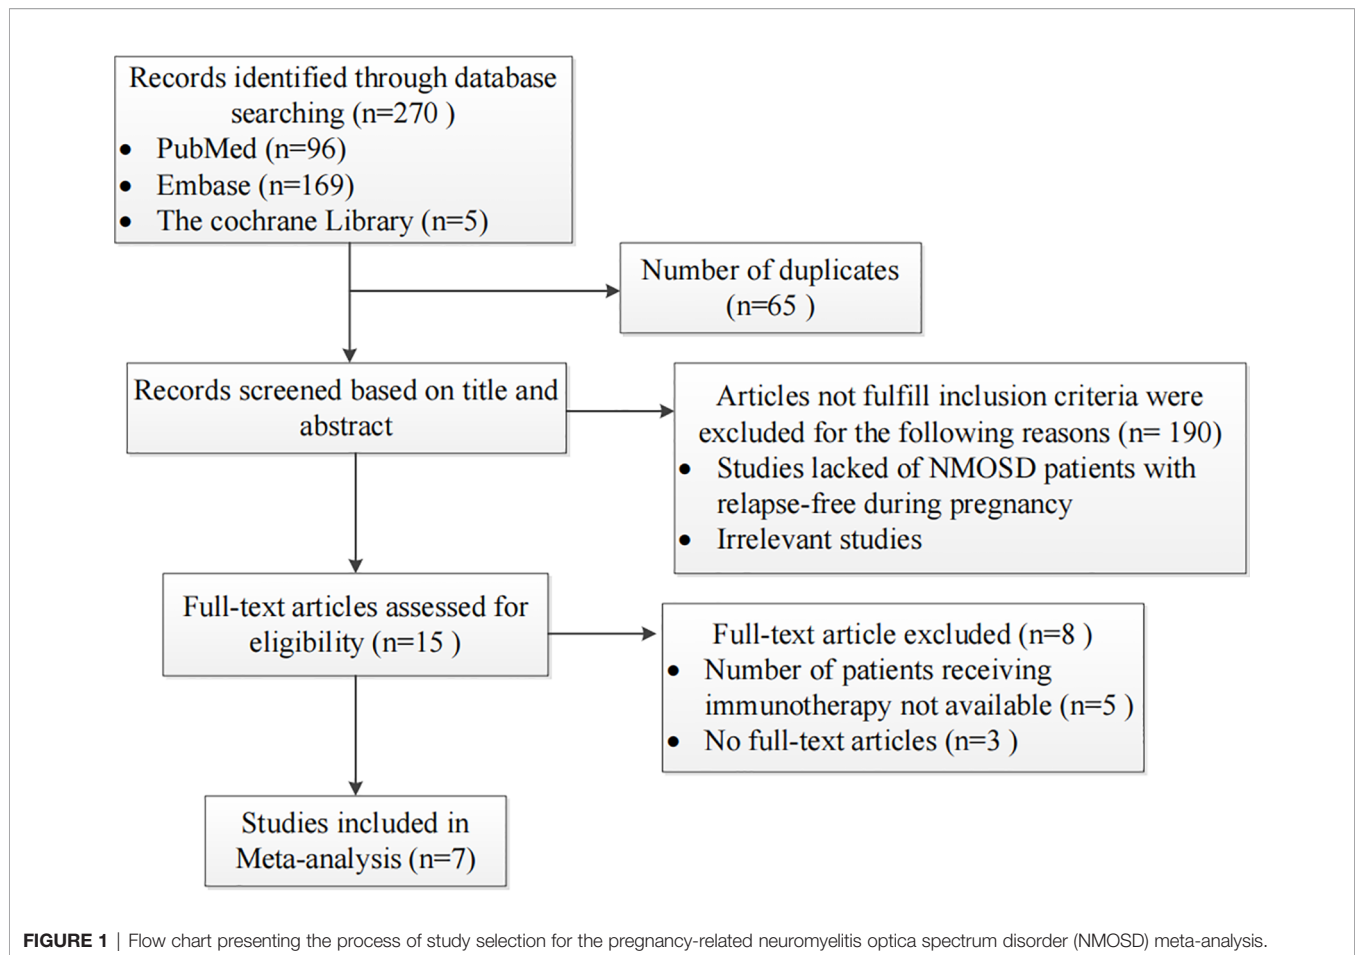 Records identified through database
searching (n=270 )
• PubMed (n=96)
• Embase (n=169)
• The cochrane Library (n=5)
Number of duplicates
(n=65 )
Records screened based on title and
abstract
Articles not fulfill inclusion criteria were
excluded for the following reasons (n= 190)
• Studies lacked of NMOSD patients with
relapse-free during pregnancy
• Irrelevant studies
Full-text articles assessed for
eligibility (n=15 )
Full-text article excluded (n=8 )
• Number of patients receiving
immunotherapy not available (n=5 )
• No full-text articles (n=3 )
Studies included in
Meta-analysis (n=7)
FIGURE 1 | Flow chart presenting the process of study selection for the pregnancy-related neuromyelitis optica spectrum disorder (NMOSD) meta-analysis.